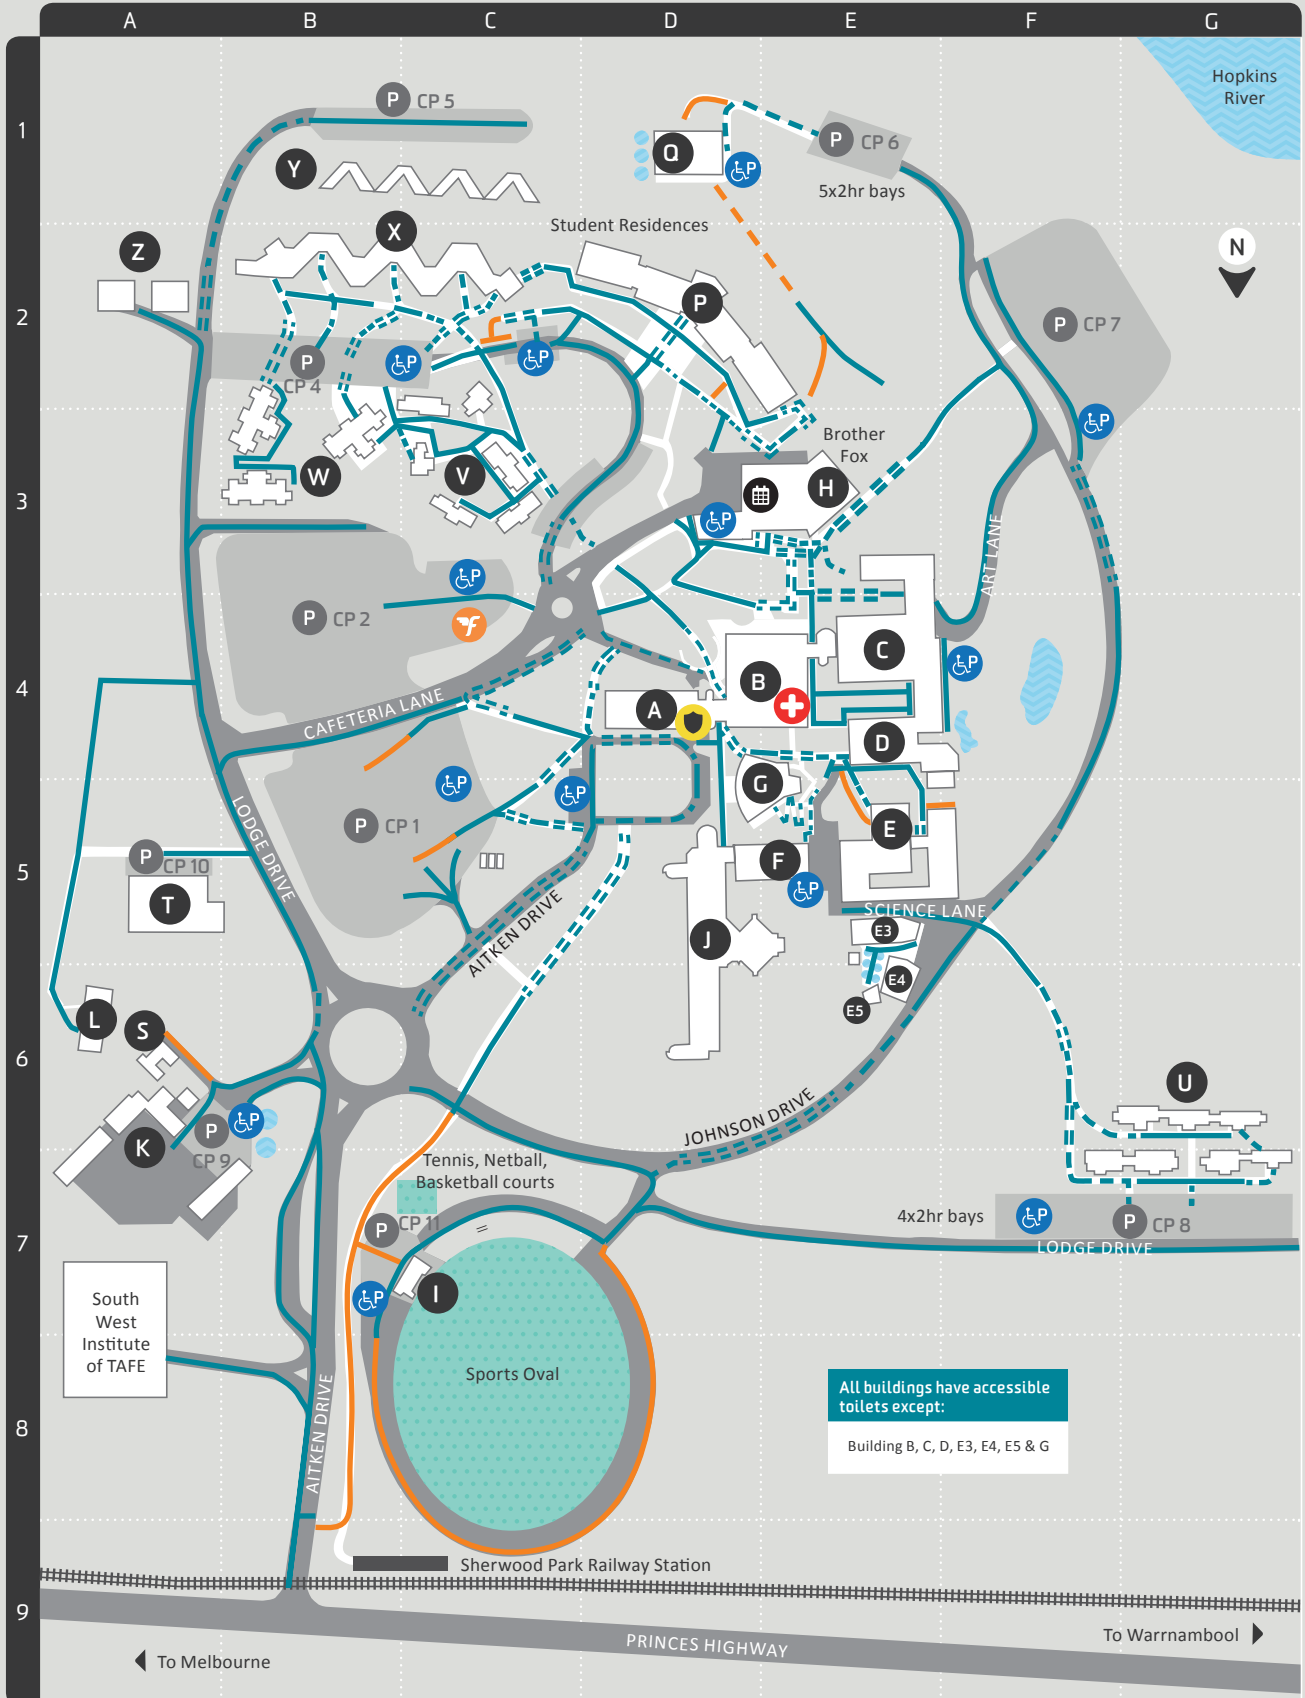 A B C D E F G
Hopkins
River
1
P CP 5
Y
Q
P
P CP 6
5x2hr bays
Student Residences
X
Z
N
2
P
P CP 7
P
CP 4
P
P
P
Brother
Fox
W
V
H
3
P
P
ART LANE
P CP 2
C
B
P
4
A
CAFETERIA LANE
D
P
P
G
LODGE DRIVE
P CP 1
E
5
P
CP 10
F
P
T
SCIENCE LANE
E3
AITKEN DRIVE
J
E4
E5
L
S
6
U
P
P
K
CP 9
JOHNSON DRIVE
Tennis, Netball,
Basketball courts
4x2hr bays
P
P CP 8
7
P CP 11
LODGE DRIVE
P
I
South
West
Institute
of TAFE
Sports Oval
All buildings have accessible
toilets except:
Building B, C, D, E3, E4, E5 & G
8
AITKEN DRIVE
Sherwood Park Railway Station
9
PRINCES HIGHWAY
To Warrnambool
To Melbourne